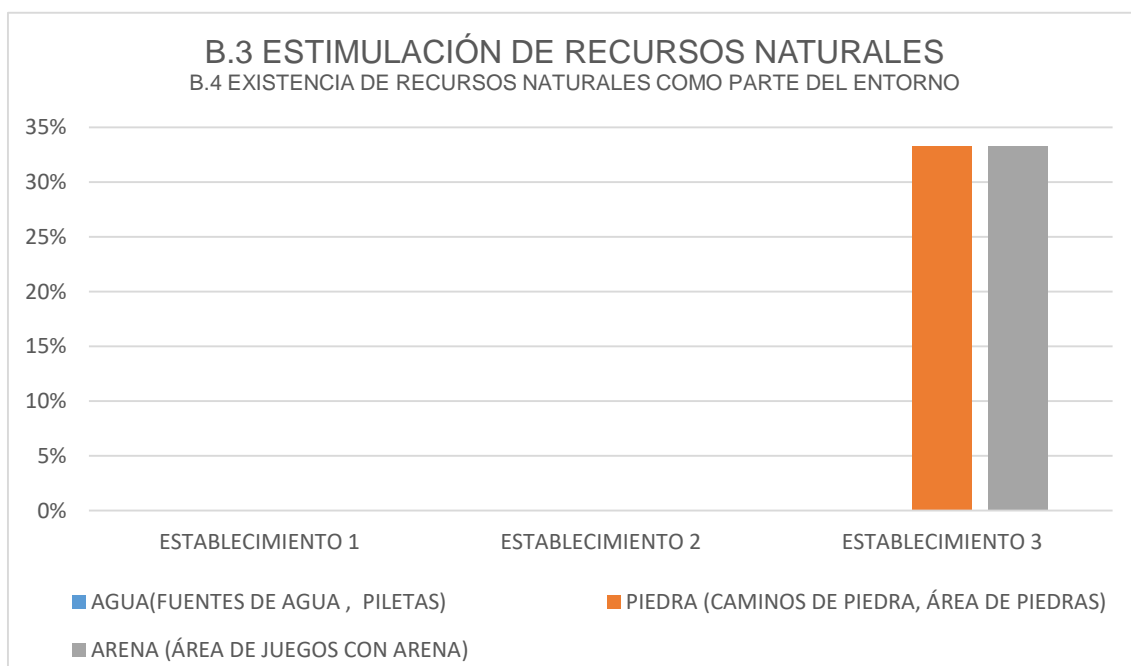 B.3 ESTIMULACIÓN DE RECURSOS NATURALES
B.4 EXISTENCIA DE RECURSOS NATURALES COMO PARTE DEL ENTORNO
35%
30%
25%
20%
15%
10%
5%
0%
ESTABLECIMIENTO 1 ESTABLECIMIENTO 2 ESTABLECIMIENTO 3
AGUA(FUENTES DE AGUA , PILETAS) PIEDRA (CAMINOS DE PIEDRA, ÁREA DE PIEDRAS)
ARENA (ÁREA DE JUEGOS CON ARENA)